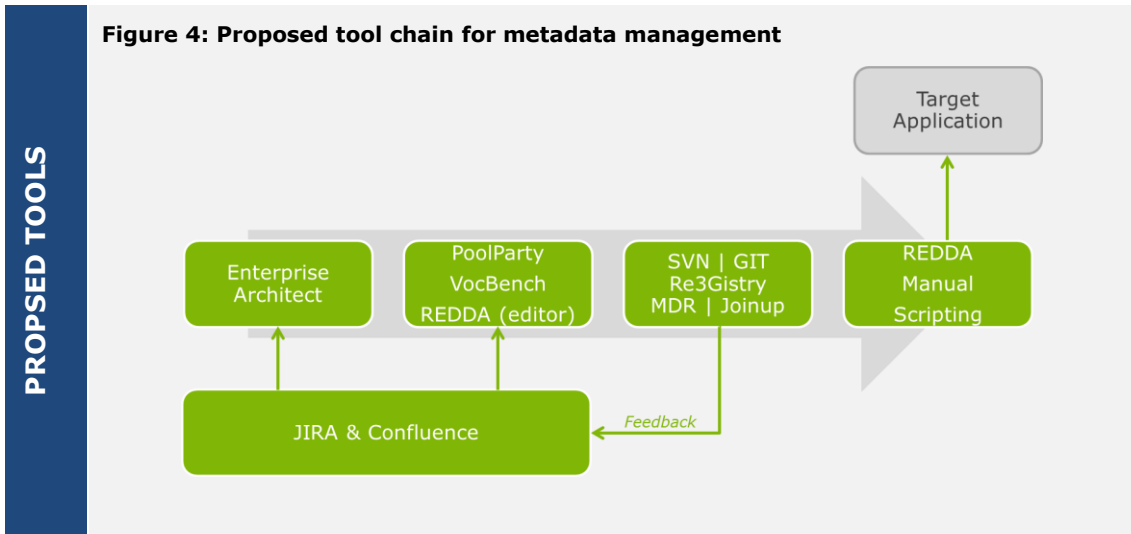 PROPSED TOOLS
Figure 4: Proposed tool chain for metadata management
Target
Application
Enterprise
Architect
PoolParty
VocBench
REDDA (editor)
SVN | GIT
Re3Gistry
MDR | Joinup
REDDA
Manual
Scripting
JIRA & Confluence
Feedback